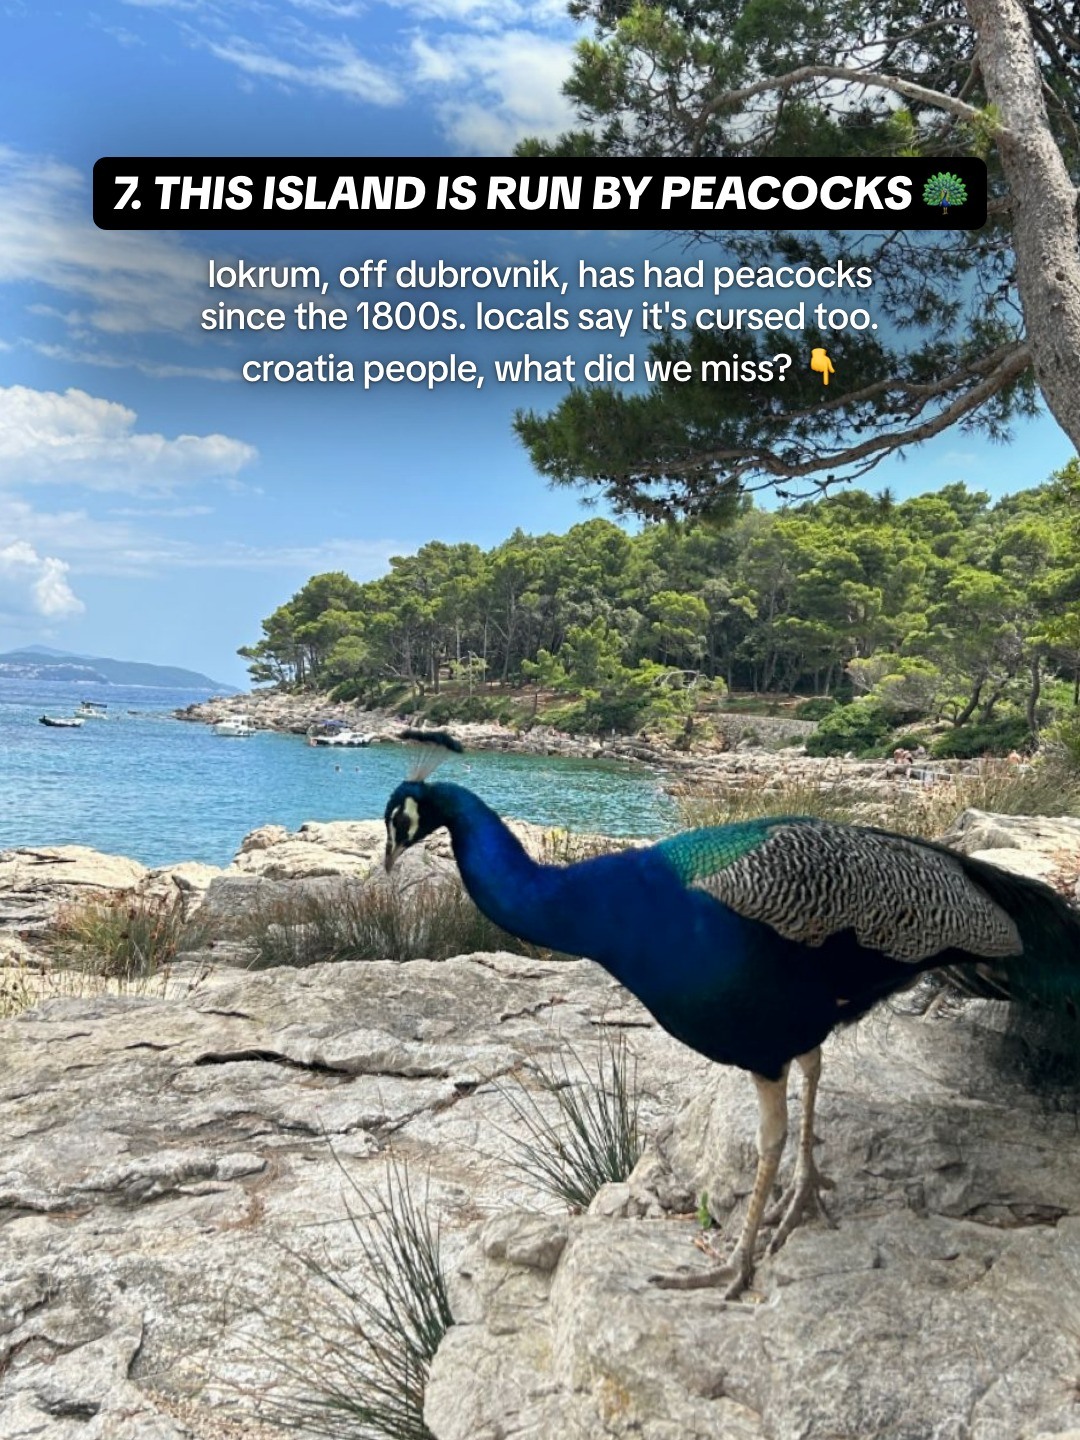 7. THIS ISLAND IS RUN BY PEACOCKS 🦚
lokrum, off dubrovnik, has had peacocks
since the 1800s. locals say it's cursed too.
croatia people, what did we miss? 👇